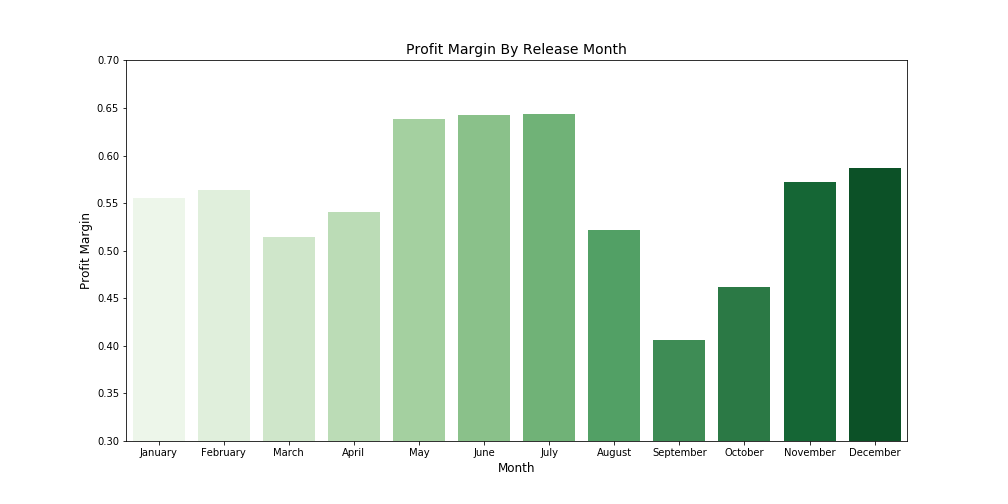 Profit Margin By Release Month
Profit Margin
0.70
0.65
0.60
0.55
0.50
0.45
0.40
0.35
0.30
January February March April May June July August September October November December
Month